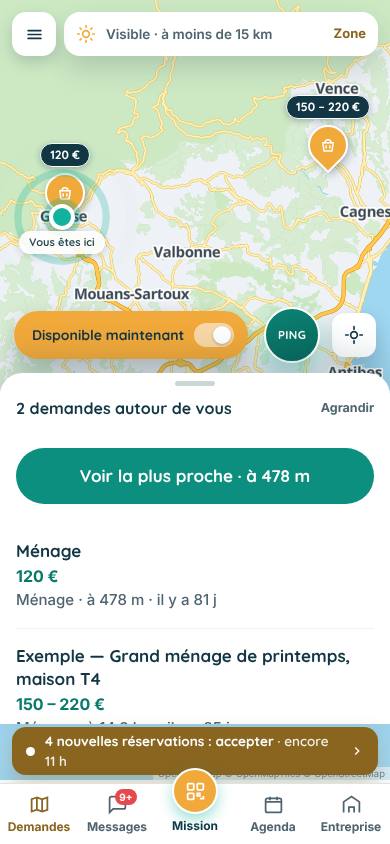 Visible · à moins de 15 km
Zone
Vence
150 – 220 €
120 €
Cagnes
Vous êtes ici
Valbonne
Mouans-Sartoux
Disponible maintenant
PING
Antibes
2 demandes autour de vous
Agrandir
Voir la plus proche · à 478 m
Ménage
120 €
Ménage · à 478 m · il y a 81 j
Exemple — Grand ménage de printemps,
maison T4
150 – 220 €
4 nouvelles réservations : accepter · encore
11 h
9+
Demandes
Messages
Mission
Agenda
Entreprise